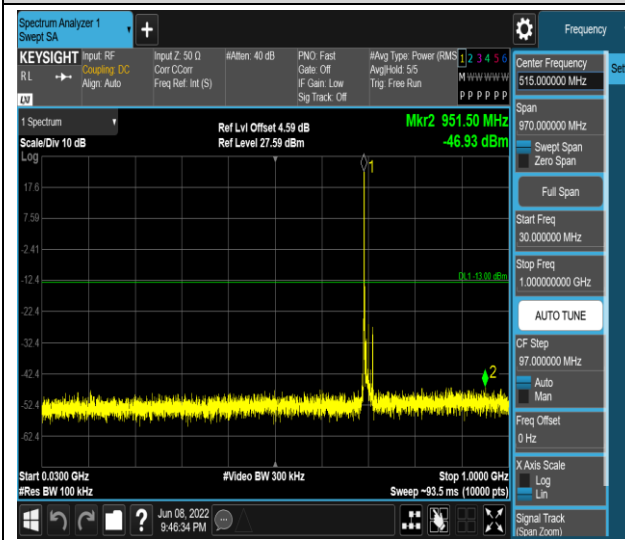 Spectrum Analyzer 1
Swept SA
+
Frequency
KEYSIGHT
RL
LXI
Input: RF
Coupling: DC
Align: Auto
Input Z: 50 Ω
Corr CCorr
Freq Ref: Int (S)
#Atten: 40 dB
PNO: Fast
Gate: Off
IF Gain: Low
Sig Track: Off
#Avg Type: Power (RMS
Avg|Hold: 5/5
Trig: Free Run
1 2 3 4 5 6
M W W W W W
P P P P P P
Center Frequency
515.000000 MHz
Set
Span
970.000000 MHz
Swept Span
Zero Span
Full Span
Start Freq
30.000000 MHz
Stop Freq
1.000000000 GHz
AUTO TUNE
CF Step
97.000000 MHz
Auto
Man
Freq Offset
0 Hz
X Axis Scale
Log
Lin
Signal Track
(Span Zoom)
1 Spectrum
Scale/Div 10 dB
Log
Ref Lvl Offset 4.59 dB
Ref Level 27.59 dBm
Mkr2 951.50 MHz
-46.93 dBm
1
17.6
7.59
-2.41
-12.4
DL1 -13.00 dBm
-22.4
-32.4
-42.4
2
-52.4
-62.4
Start 0.0300 GHz
#Res BW 100 kHz
#Video BW 300 kHz
Stop 1.0000 GHz
Sweep ~93.5 ms (10000 pts)
?
Jun 08, 2022
9:46:34 PM